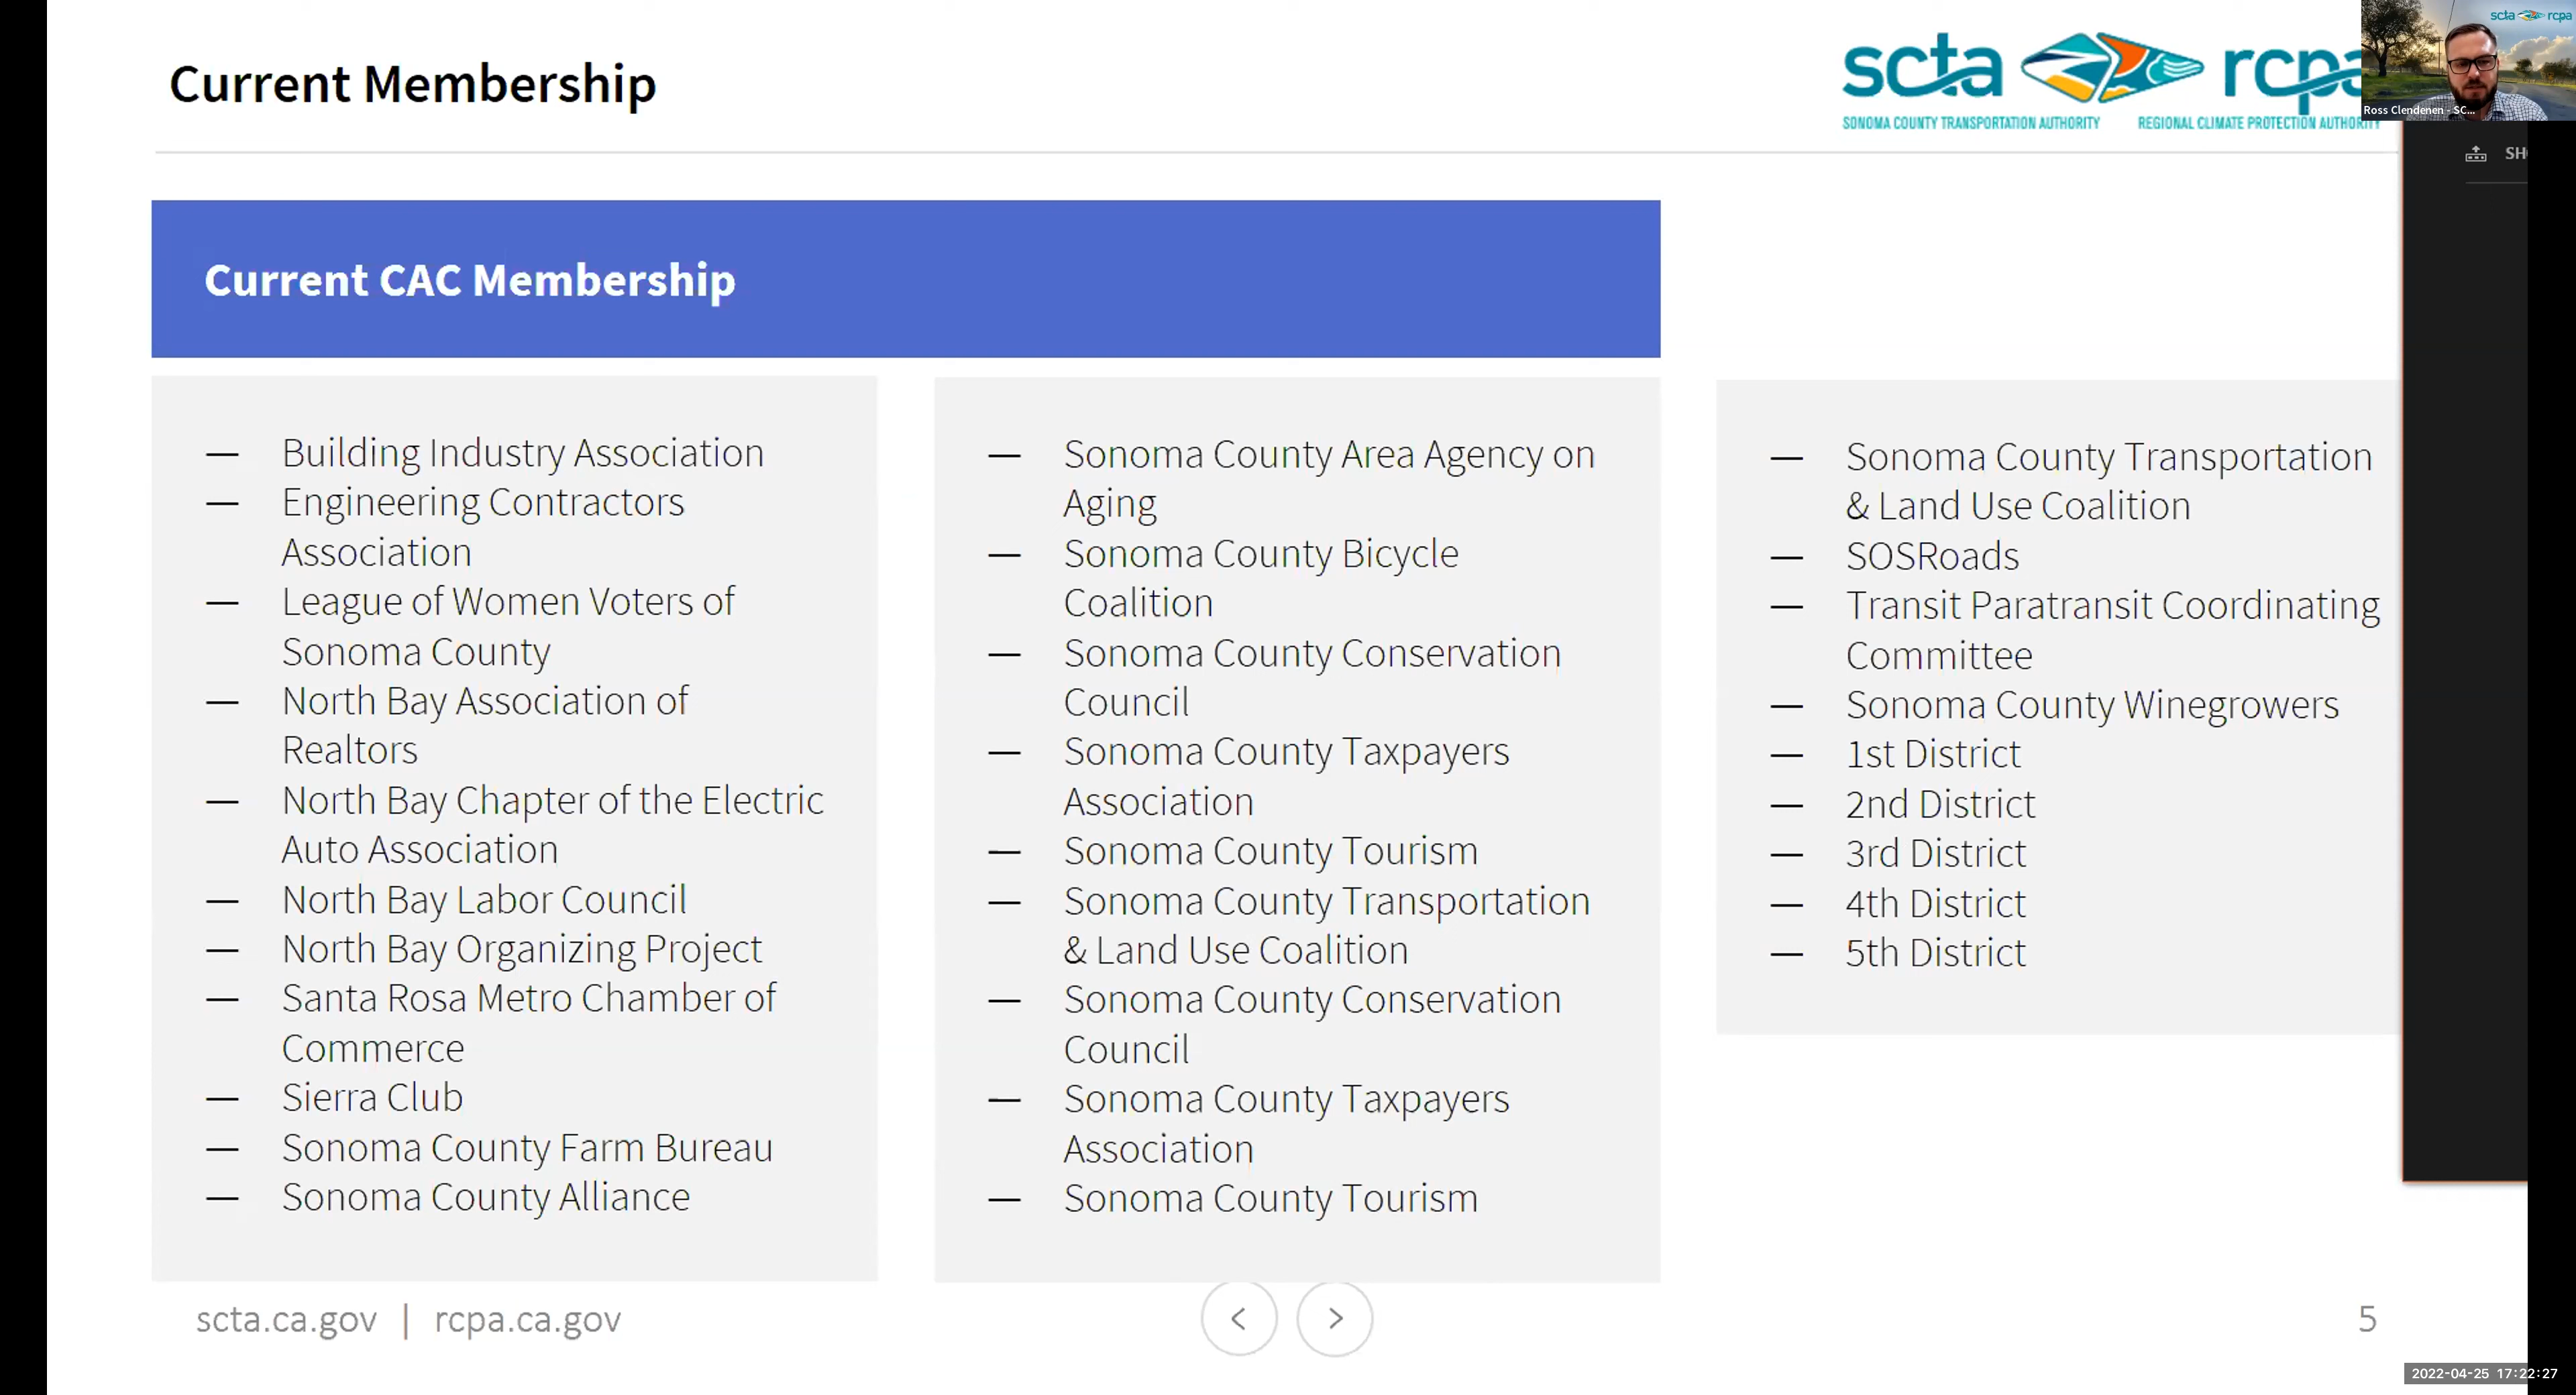 Current Membership
scta rcpa
SONOMA COUNTY TRANSPORTATION AUTHORITY REGIONAL CLIMATE PROTECTION AUTHORITY
scta rcpa
Ross Clendenen - SC...
SH
Current CAC Membership
— Building Industry Association
— Engineering Contractors
Association
— League of Women Voters of
Sonoma County
— North Bay Association of
Realtors
— North Bay Chapter of the Electric
Auto Association
— North Bay Labor Council
— North Bay Organizing Project
— Santa Rosa Metro Chamber of
Commerce
— Sierra Club
— Sonoma County Farm Bureau
— Sonoma County Alliance
— Sonoma County Area Agency on
Aging
— Sonoma County Bicycle
Coalition
— Sonoma County Conservation
Council
— Sonoma County Taxpayers
Association
— Sonoma County Tourism
— Sonoma County Transportation
& Land Use Coalition
— Sonoma County Conservation
Council
— Sonoma County Taxpayers
Association
— Sonoma County Tourism
— Sonoma County Transportation
& Land Use Coalition
— SOSRoads
— Transit Paratransit Coordinating
Committee
— Sonoma County Winegrowers
— 1st District
— 2nd District
— 3rd District
— 4th District
— 5th District
scta.ca.gov | rcpa.ca.gov
5
2022-04-25 17:22:27